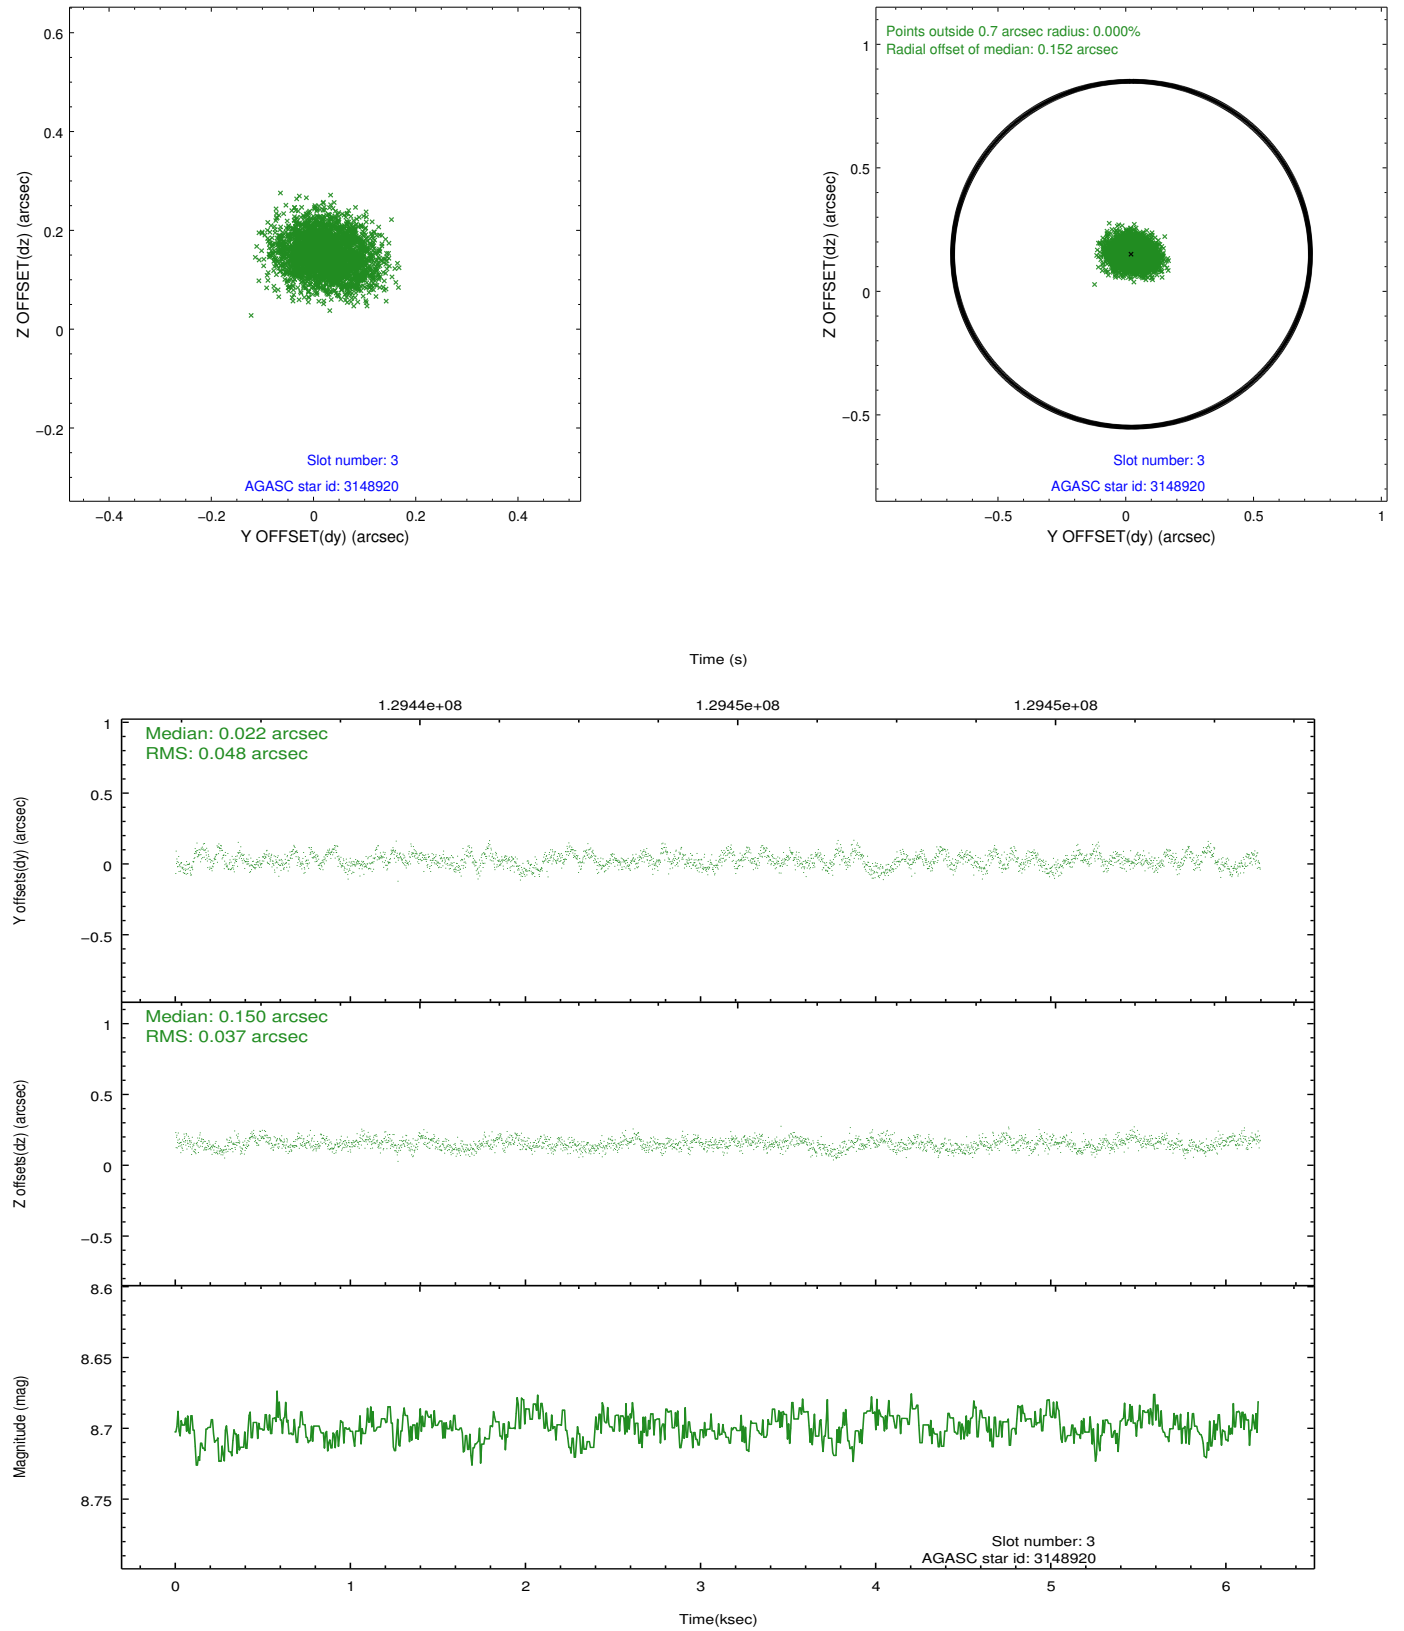 0.6
0.4
0.2
0
−0.2
Z OFFSET(dz) (arcsec)
Slot number: 3
AGASC star id: 3148920
−0.4 −0.2 0 0.2 0.4
Y OFFSET(dy) (arcsec)
Points outside 0.7 arcsec radius: 0.000%
Radial offset of median: 0.152 arcsec
1
0.5
0
−0.5
Z OFFSET(dz) (arcsec)
Slot number: 3
AGASC star id: 3148920
−0.5 0 0.5 1
Y OFFSET(dy) (arcsec)
Time (s)
1.2944e+08 1.2945e+08 1.2945e+08
Median: 0.022 arcsec
RMS: 0.048 arcsec
1
0.5
0
−0.5
Y offsets(dy) (arcsec)
Median: 0.150 arcsec
RMS: 0.037 arcsec
1
0.5
0
−0.5
Z offsets(dz) (arcsec)
8.6
8.65
8.7
8.75
Magnitude (mag)
Slot number: 3
AGASC star id: 3148920
0 1 2 3 4 5 6
Time(ksec)